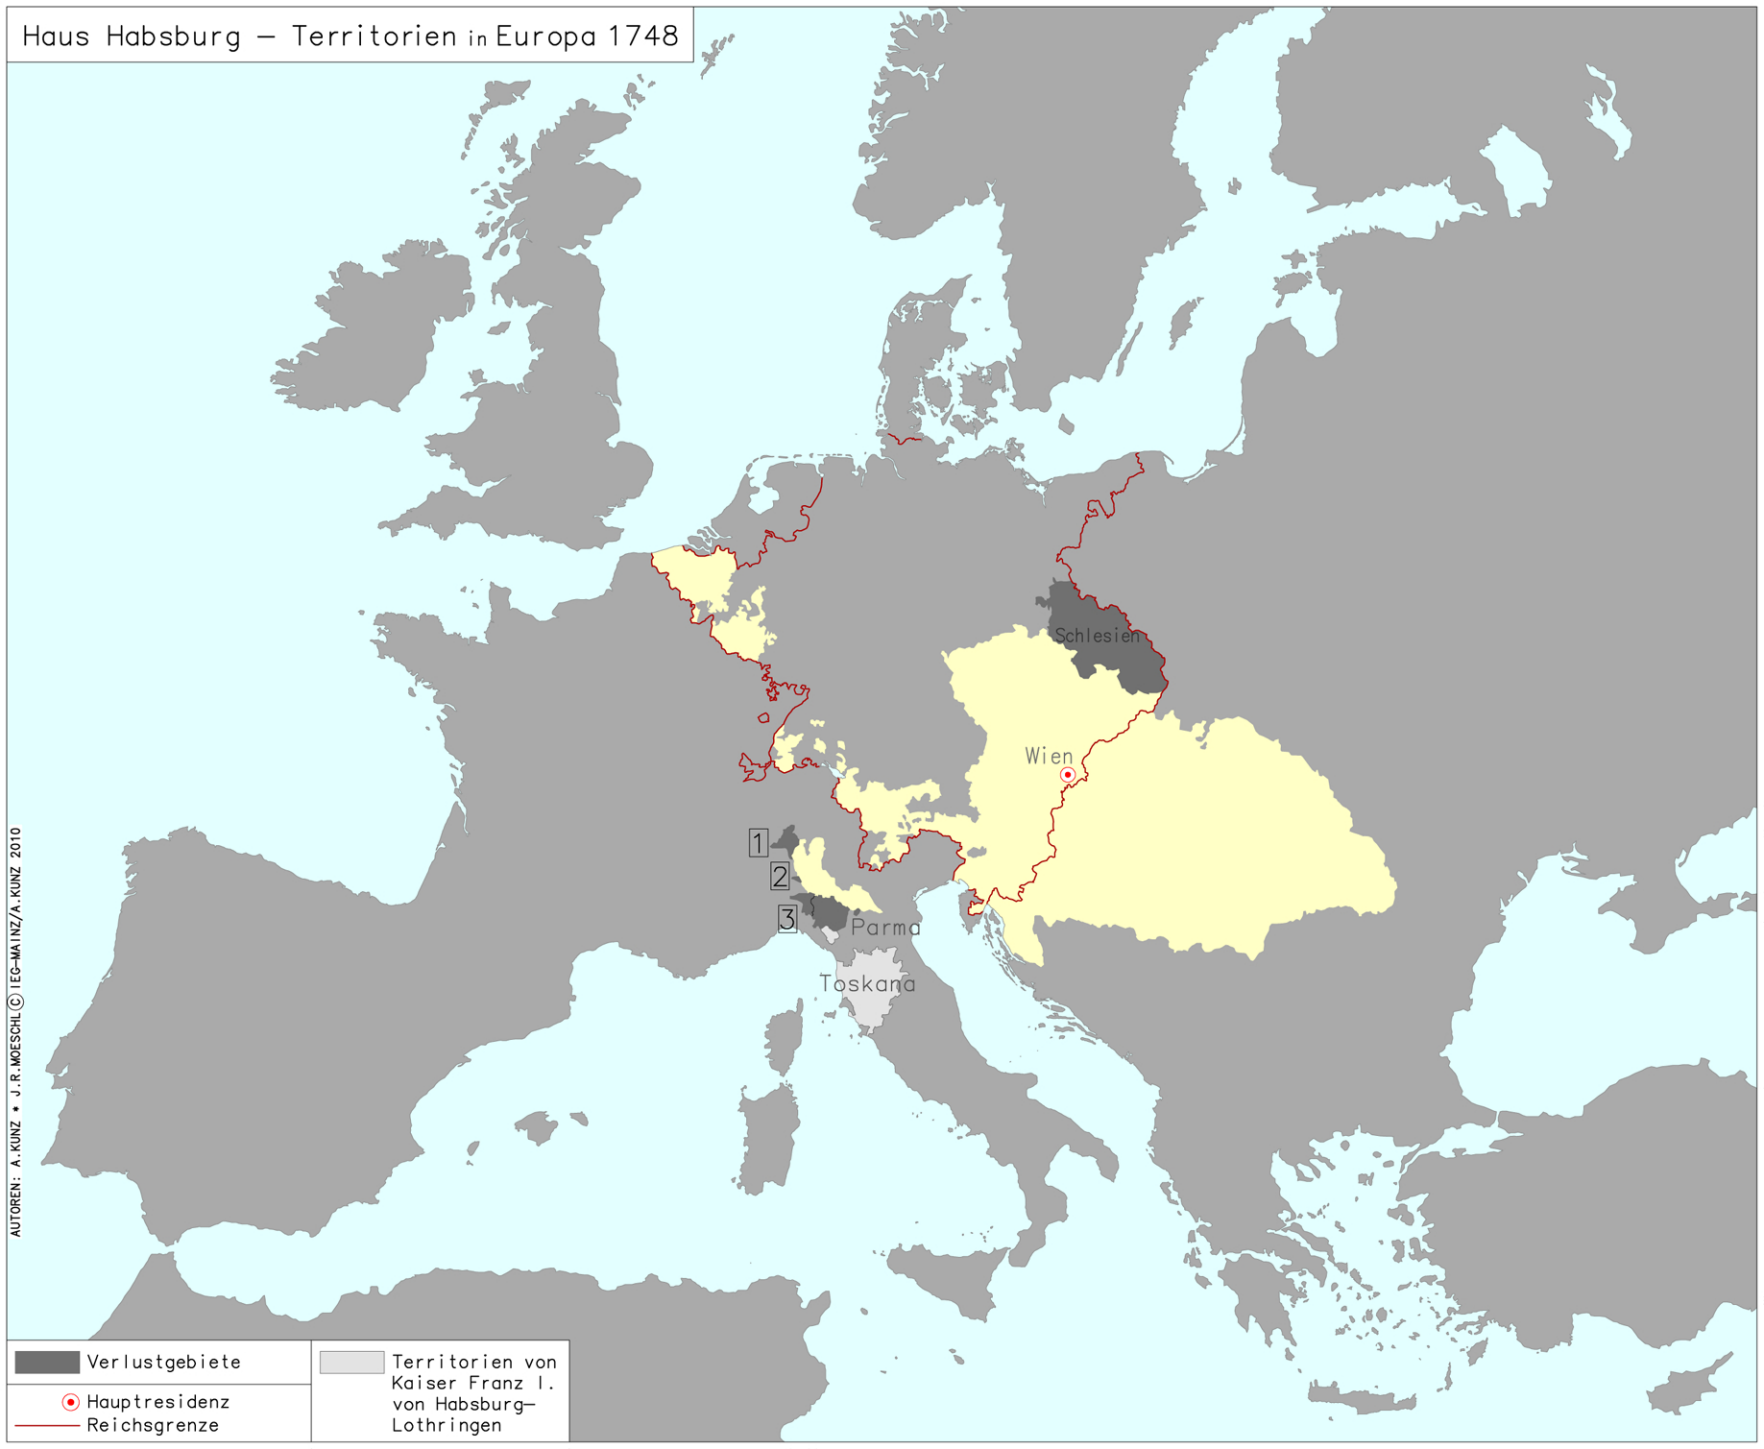 Haus Habsburg – Territorien in Europa 1748
Schlesien
Wien
1
2
3
Parma
Toskana
AUTOREN: A.KUNZ * J.R.MOESCHL © IEG–MAINZ/A.KUNZ 2010
Verlustgebiete
Hauptresidenz
Reichsgrenze
Territorien von
Kaiser Franz I.
von Habsburg–
Lothringen